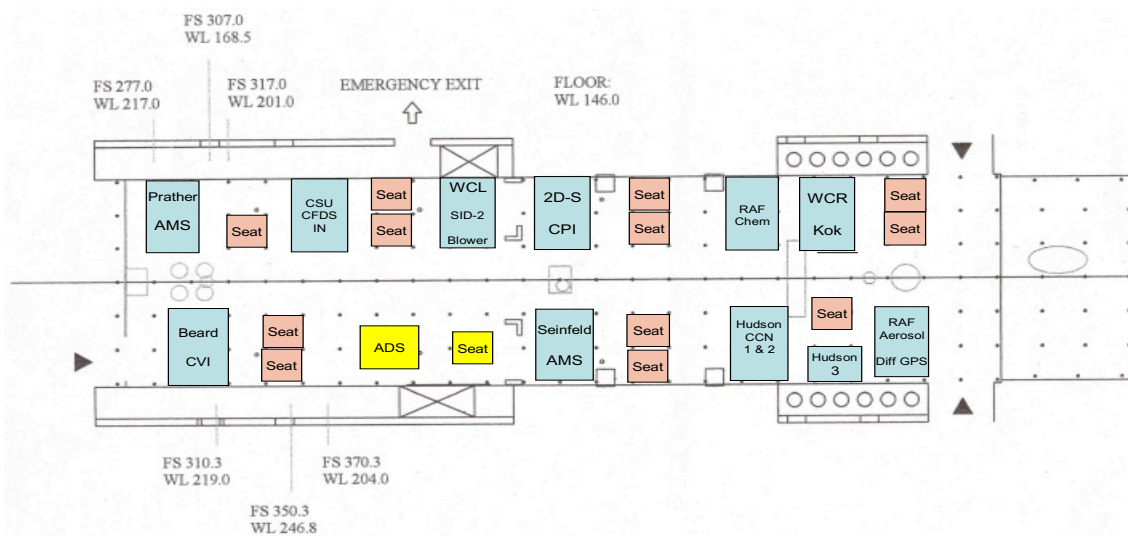 FS 307.0
WL 168.5
FS 277.0
WL 217.0
FS 317.0
WL 201.0
EMERGENCY EXIT
FLOOR:
WL 146.0
Prather
AMS
Seat
CSU
CFDS
IN
Seat
Seat
WCL
SID-2
Blower
2D-S
CPI
Seat
Seat
RAF
Chem
WCR
Kok
Seat
Seat
Beard
CVI
Seat
Seat
ADS
Seat
Seinfeld
AMS
Seat
Seat
Hudson
CCN
1 & 2
Seat
Hudson
3
RAF
Aerosol
Diff GPS
FS 310.3
WL 219.0
FS 370.3
WL 204.0
FS 350.3
WL 246.8